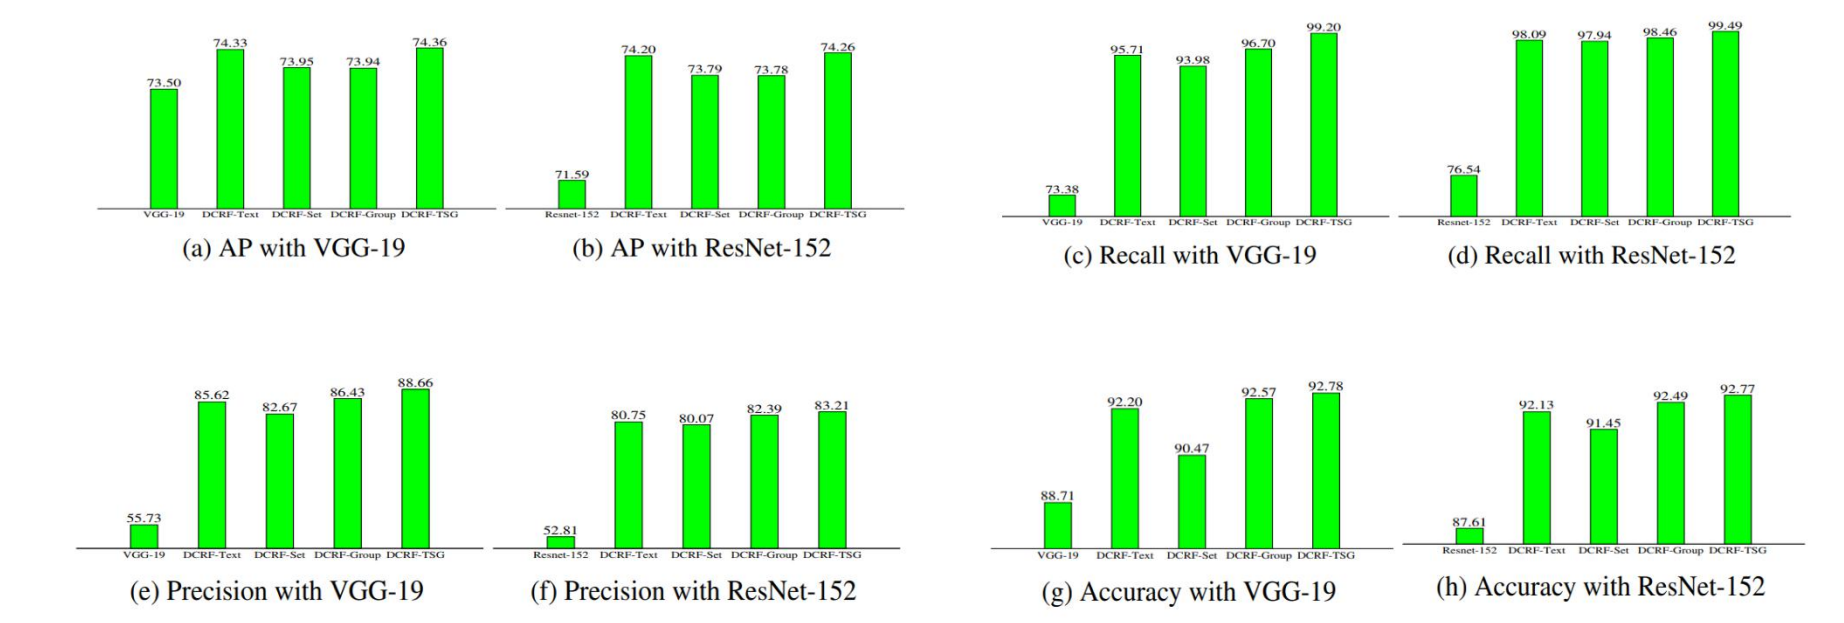 74.33
73.95
73.94
74.36
73.50
VGG-19 DCRF-Text DCRF-Set DCRF-Group DCRF-TSG
(a) AP with VGG-19
74.20
73.79
73.78
74.26
71.59
Resnet-152 DCRF-Text DCRF-Set DCRF-Group DCRF-TSG
(b) AP with ResNet-152
95.71
93.98
96.70
99.20
73.38
VGG-19 DCRF-Text DCRF-Set DCRF-Group DCRF-TSG
(c) Recall with VGG-19
98.09
97.94
98.46
99.49
76.54
Resnet-152 DCRF-Text DCRF-Set DCRF-Group DCRF-TSG
(d) Recall with ResNet-152
85.62
82.67
86.43
88.66
55.73
VGG-19 DCRF-Text DCRF-Set DCRF-Group DCRF-TSG
(e) Precision with VGG-19
80.75
80.07
82.39
83.21
52.81
Resnet-152 DCRF-Text DCRF-Set DCRF-Group DCRF-TSG
(f) Precision with ResNet-152
92.20
90.47
92.57
92.78
88.71
VGG-19 DCRF-Text DCRF-Set DCRF-Group DCRF-TSG
(g) Accuracy with VGG-19
92.13
91.45
92.49
92.77
87.61
Resnet-152 DCRF-Text DCRF-Set DCRF-Group DCRF-TSG
(h) Accuracy with ResNet-152